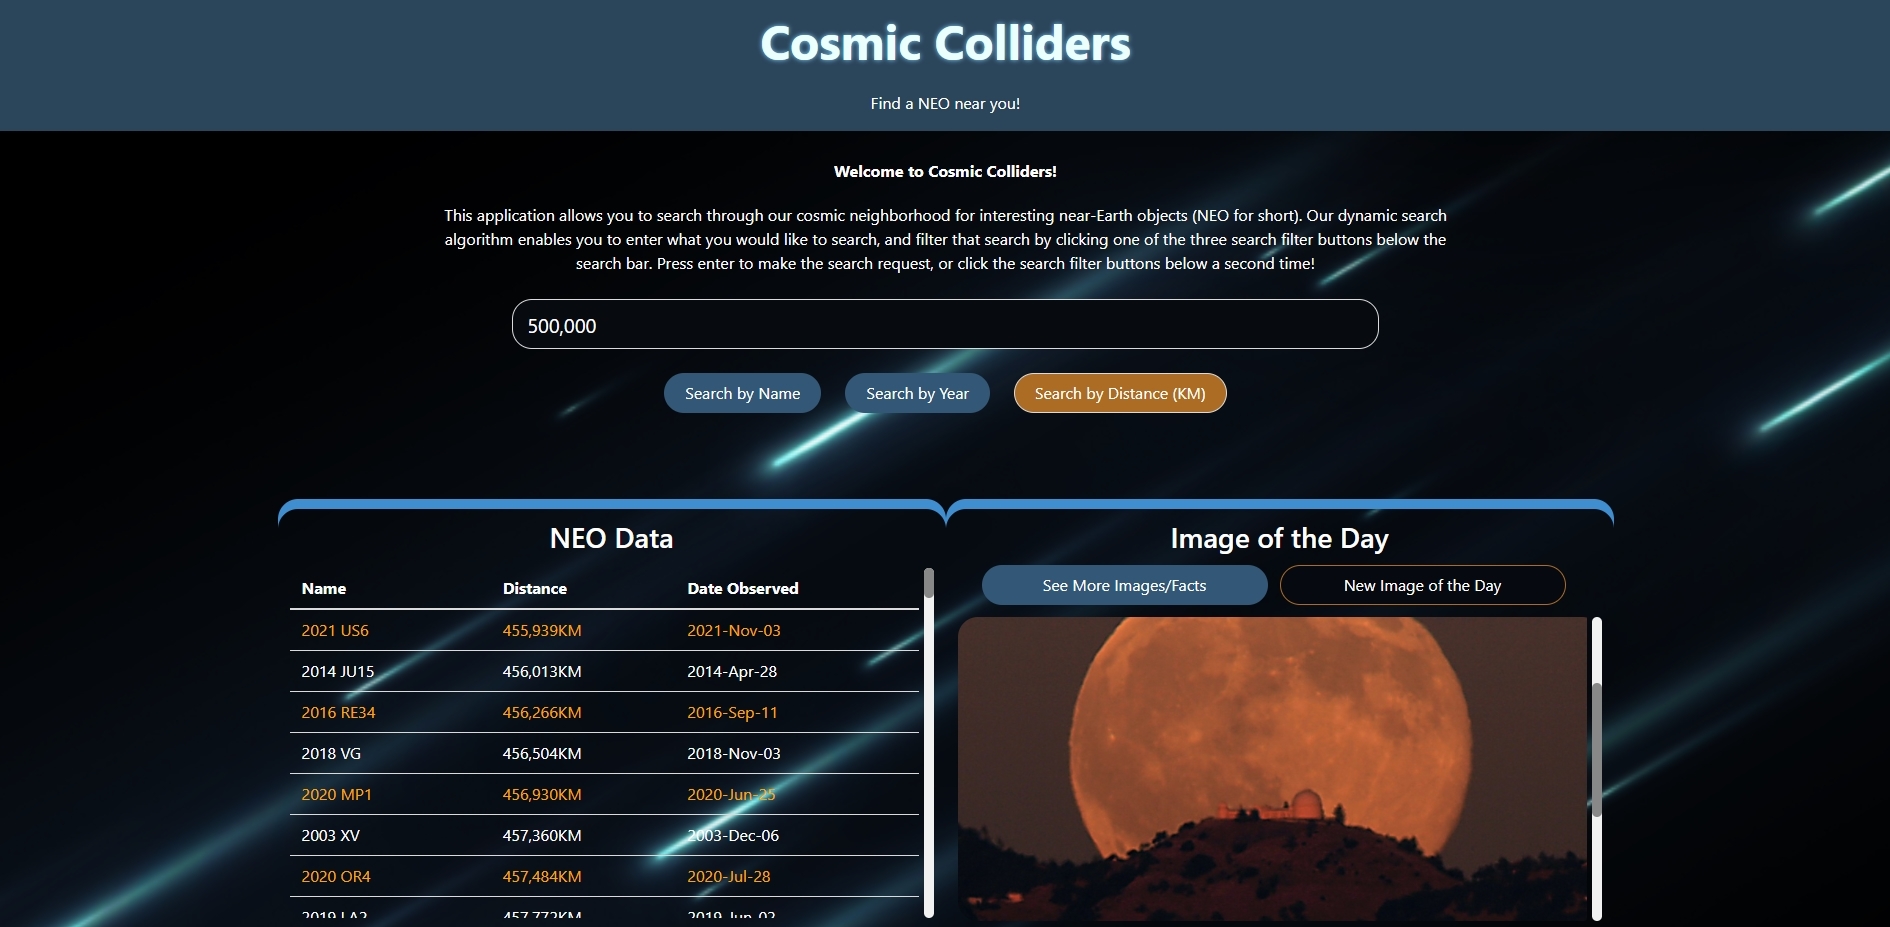 Cosmic Colliders
Find a NEO near you!
Welcome to Cosmic Colliders!
This application allows you to search through our cosmic neighborhood for interesting near-Earth objects (NEO for short). Our dynamic search
algorithm enables you to enter what you would like to search, and filter that search by clicking one of the three search filter buttons below the
search bar. Press enter to make the search request, or click the search filter buttons below a second time!
500,000
Search by Name Search by Year Search by Distance (KM)
NEO Data
Name Distance Date Observed
2021 US6 455,939KM 2021-Nov-03
2014 JU15 456,013KM 2014-Apr-28
2016 RE34 456,266KM 2016-Sep-11
2018 VG 456,504KM 2018-Nov-03
2020 MP1 456,930KM 2020-Jun-25
2003 XV 457,360KM 2003-Dec-06
2020 OR4 457,484KM 2020-Jul-28
2019 LA2 457,772KM 2019-Jun-02
Image of the Day
See More Images/Facts New Image of the Day